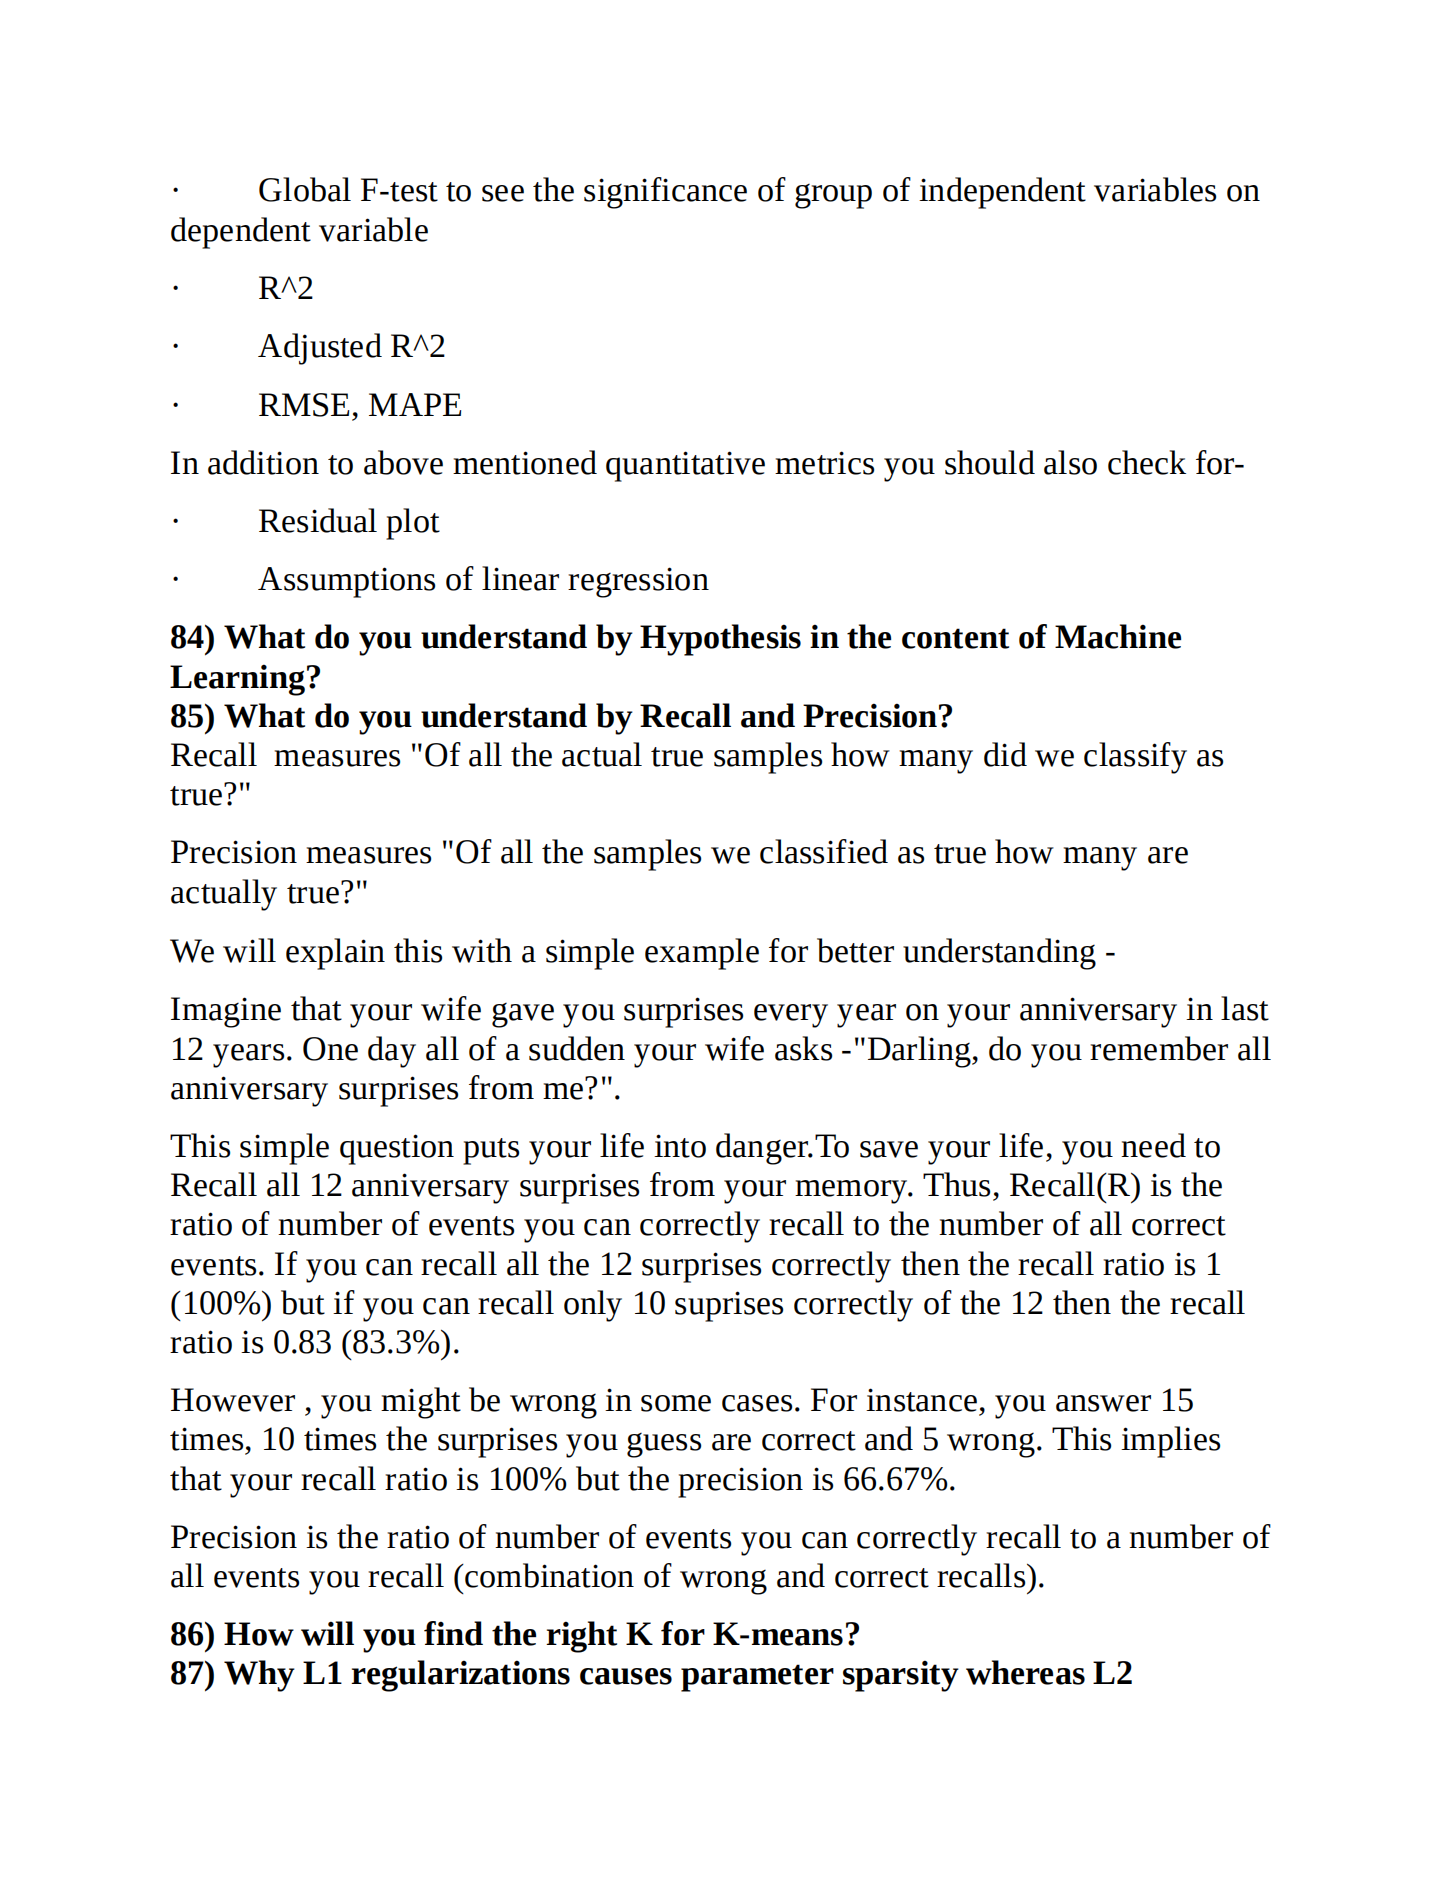 · Global F-test to see the significance of group of independent variables on
dependent variable
· R^2
· Adjusted R^2
· RMSE, MAPE
In addition to above mentioned quantitative metrics you should also check for-
· Residual plot
· Assumptions of linear regression
84) What do you understand by Hypothesis in the content of Machine
Learning?
85) What do you understand by Recall and Precision?
Recall  measures "Of all the actual true samples how many did we classify as
true?"
Precision measures "Of all the samples we classified as true how many are
actually true?"
We will explain this with a simple example for better understanding -
Imagine that your wife gave you surprises every year on your anniversary in last
12 years. One day all of a sudden your wife asks -"Darling, do you remember all
anniversary surprises from me?".
This simple question puts your life into danger.To save your life, you need to
Recall all 12 anniversary surprises from your memory. Thus, Recall(R) is the
ratio of number of events you can correctly recall to the number of all correct
events. If you can recall all the 12 surprises correctly then the recall ratio is 1
(100%) but if you can recall only 10 suprises correctly of the 12 then the recall
ratio is 0.83 (83.3%).
However , you might be wrong in some cases. For instance, you answer 15
times, 10 times the surprises you guess are correct and 5 wrong. This implies
that your recall ratio is 100% but the precision is 66.67%.
Precision is the ratio of number of events you can correctly recall to a number of
all events you recall (combination of wrong and correct recalls).
86) How will you find the right K for K-means?
87) Why L1 regularizations causes parameter sparsity whereas L2